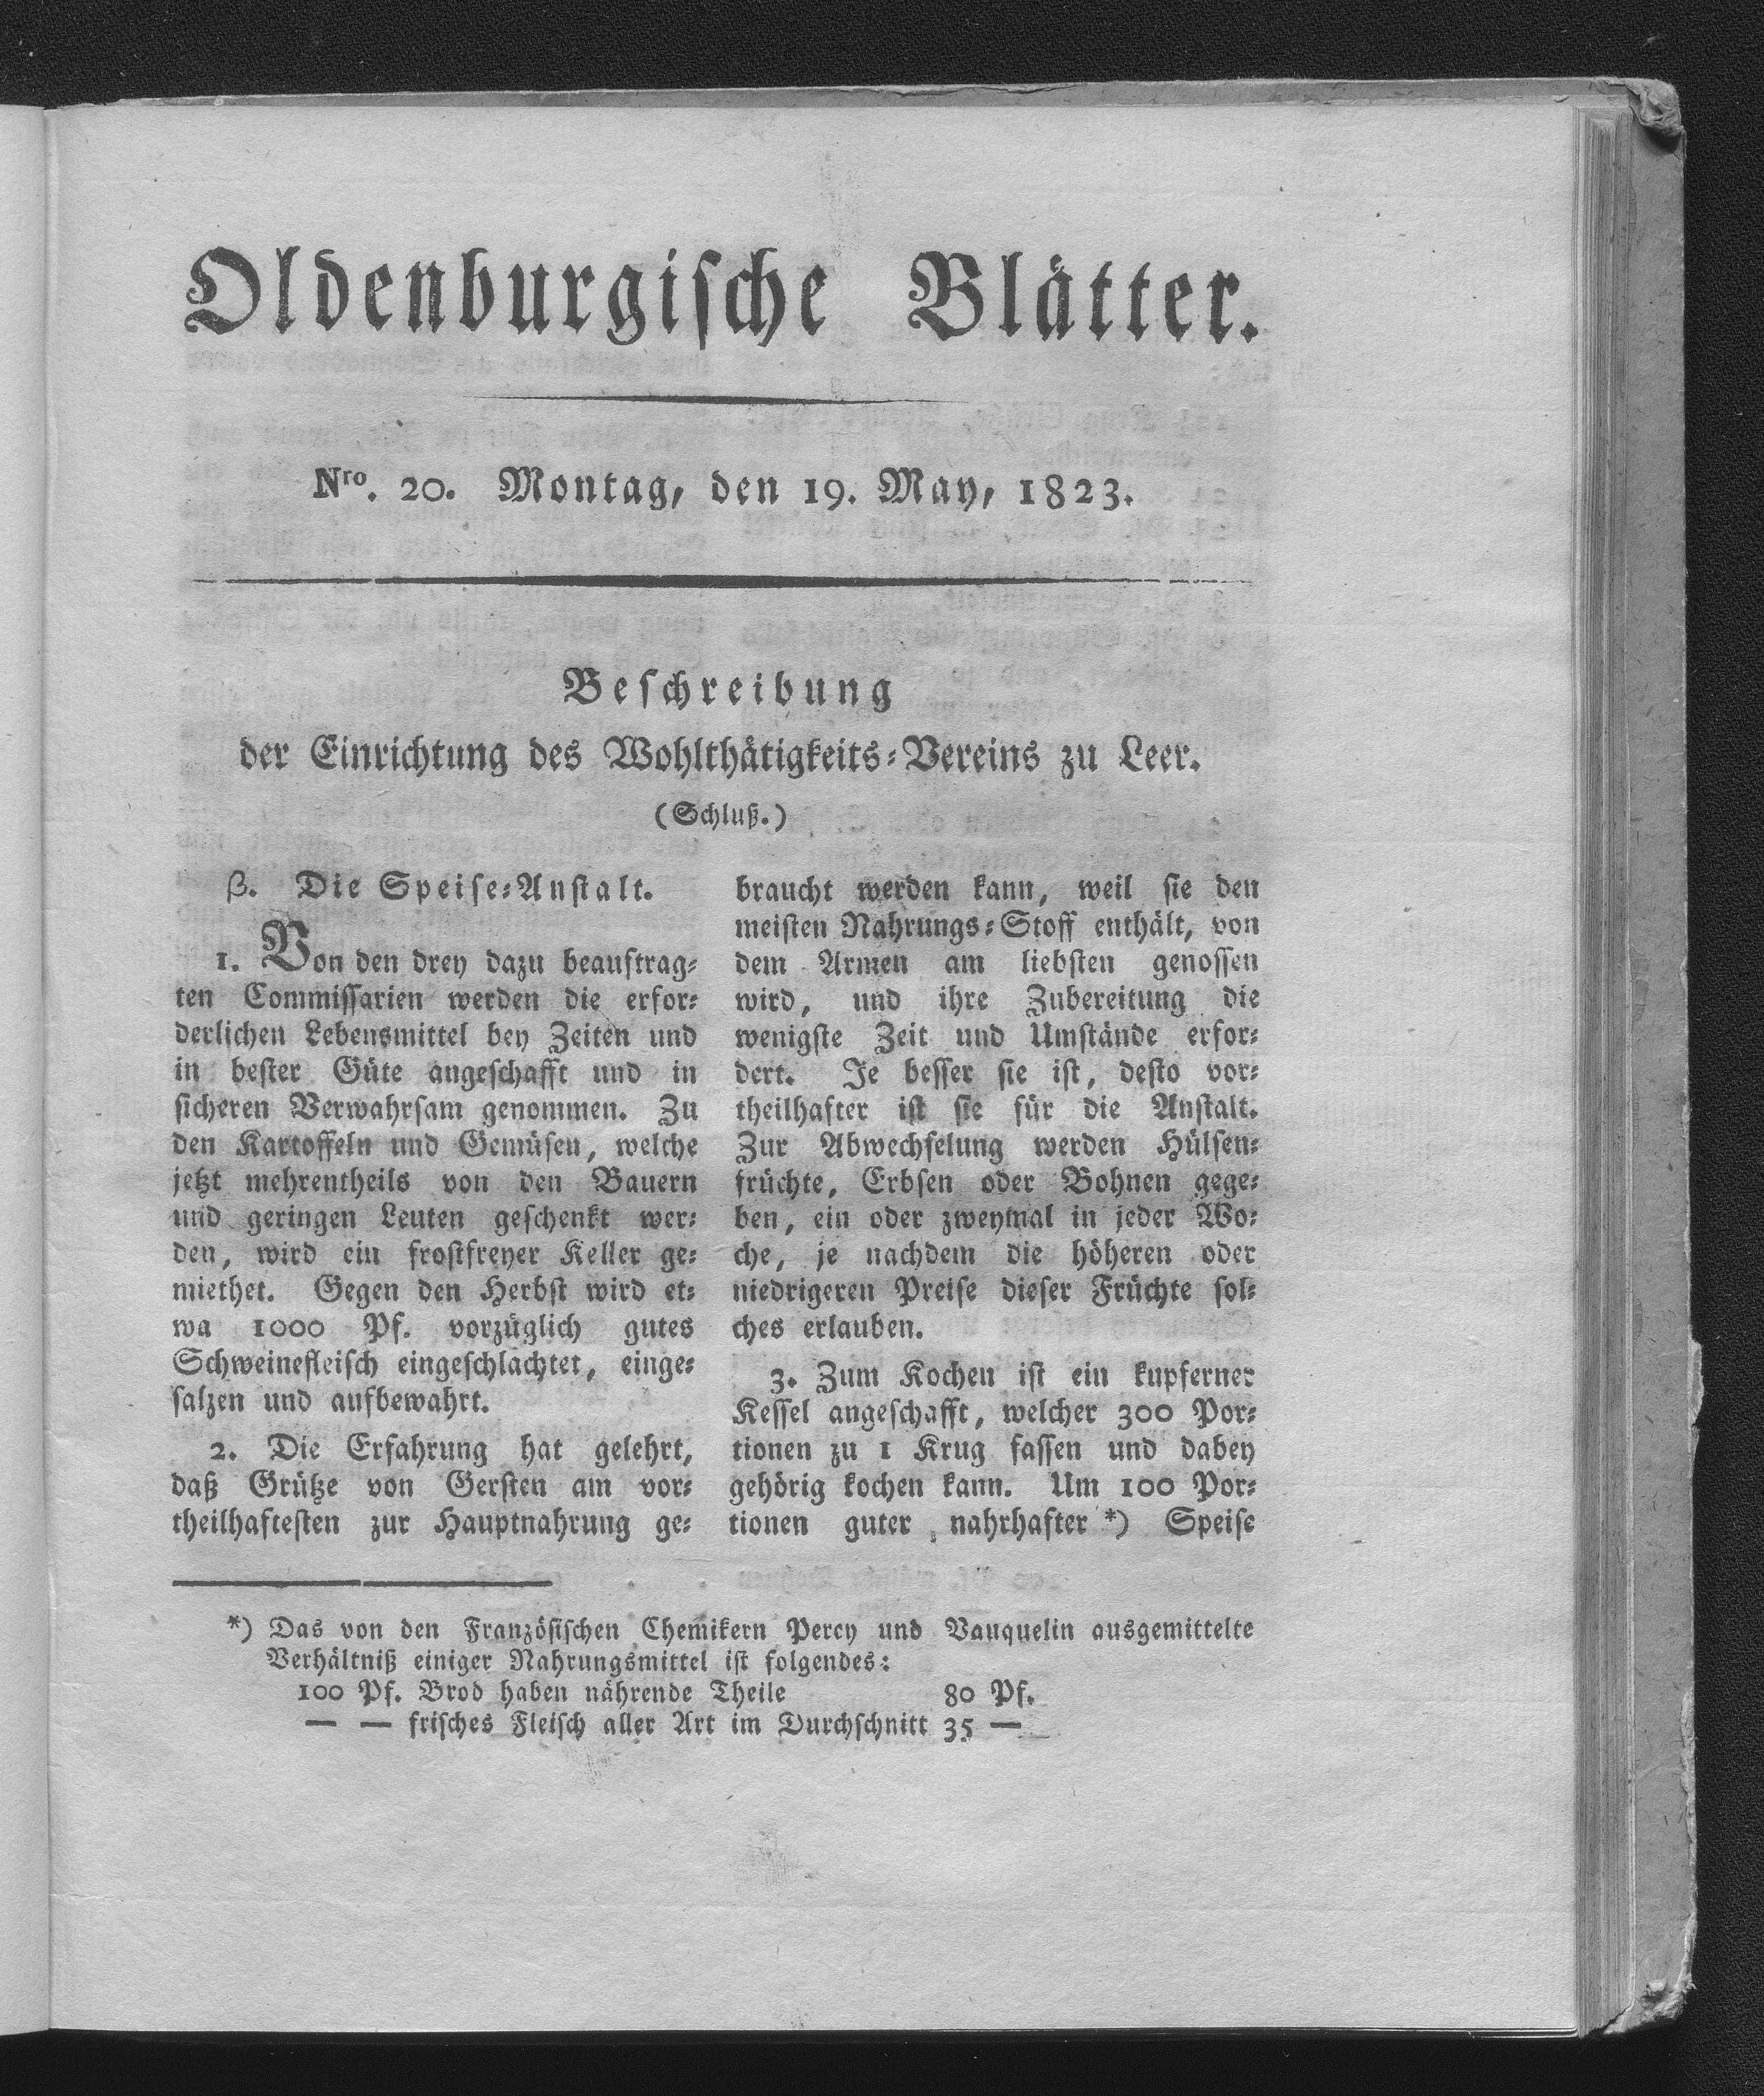 Oldenburgische Blätter.
Nro. 20. Montag, den 19. May, 1823.
Beschreibung
der Einrichtung des Wohlthätigkeits-Vereins zu Leer.
(Schluß.)
β. Die Speise-Anstalt.
1. Von den drey dazu beauftrag-
ten Commissarien werden die erfor-
derlichen Lebensmittel bey Zeiten und
in bester Güte angeschafft und in
sicheren Verwahrsam genommen. Zu
den Kartoffeln und Gemüsen, welche
jetzt mehrentheils von den Bauern
und geringen Leuten geschenkt wer-
den, wird ein frostfreyer Keller ge-
miethet. Gegen den Herbst wird et-
wa 1000 Pf. vorzüglich gutes
Schweinefleisch eingeschlachtet, einge-
salzen und aufbewahrt.
2. Die Erfahrung hat gelehrt,
daß Grütze von Gersten am vor-
theilhaftesten zur Hauptnahrung ge-
braucht werden kann, weil sie den
meisten Nahrungs-Stoff enthält, von
dem Armen am liebsten genossen
wird, und ihre Zubereitung die
wenigste Zeit und Umstände erfor-
dert. Je besser sie ist, desto vor-
theilhafter ist sie für die Anstalt.
Zur Abwechselung werden Hülsen-
früchte, Erbsen oder Bohnen gege-
ben, ein oder zweymal in jeder Wo-
che, je nachdem die höheren oder
niedrigeren Preise dieser Früchte sol-
ches erlauben.
3. Zum Kochen ist ein kupferner
Kessel angeschafft, welcher 300 Por-
tionen zu 1 Krug fassen und dabey
gehörig kochen kann. Um 100 Por-
tionen guter nahrhafter *) Speise
*) Das von den Französischen Chemikern Percy und Vauquelin ausgemittelte
Verhältniß einiger Nahrungsmittel ist folgendes:
100 Pf. Brod haben nährende Theile 80 Pf.
— — frisches Fleisch aller Art im Durchschnitt 35 —